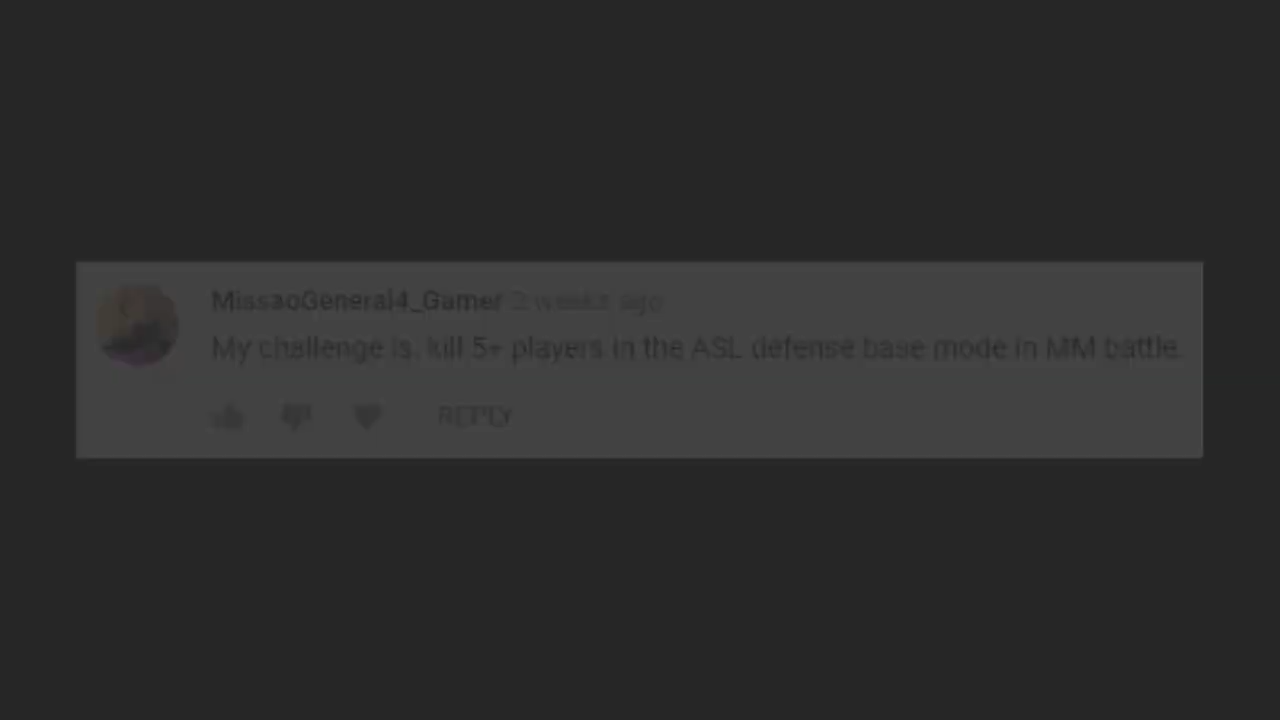 MissaoGeneral4_Gamer 2 weeks ago
My challenge is, kill 5+ players in the ASL defense base mode in MM battle.
REPLY